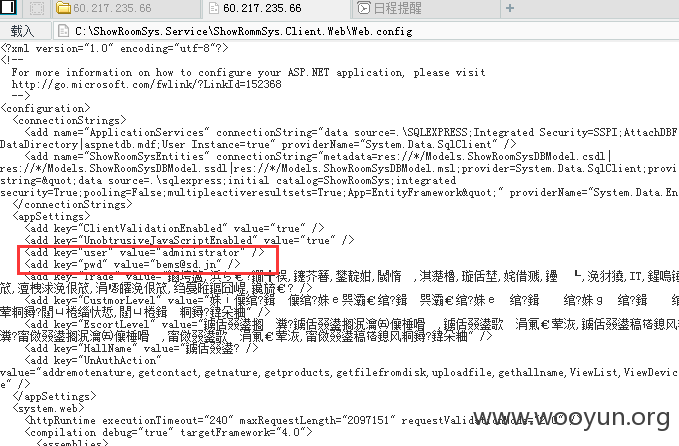 60.217.235.66
60.217.235.66
日程提醒
載入
C:\ShowRoomSys.Service\ShowRommSys.Client.Web\Web.config
<?xml version="1.0" encoding="utf-8"?>
<!--
For more information on how to configure your ASP.NET application, please visit
http://go.microsoft.com/fwlink/?LinkId=152368
-->
<configuration>
<connectionStrings>
<add name="ApplicationServices" connectionString="data source=.\SQLEXPRESS;Integrated Security=SSPI;AttachDBF
DataDirectory|aspnetdb.mdf;User Instance=true" providerName="System.Data.SqlClient" />
<add name="ShowRoomSysEntities" connectionString="metadata=res://*/Models.ShowRoomSysDBModel.csdl|
res://*/Models.ShowRoomSysDBModel.ssdl|res://*/Models.ShowRoomSysDBModel.msl;provider=System.Data.SqlClient;provider
string=&quot;data source=.\sqlexpress;initial catalog=ShowRoomSys;integrated
security=True;pooling=False;multipleactiveresultsets=True;App=EntityFramework&quot;" providerName="System.Data.Ent
</connectionStrings>
<appSettings>
<add key="ClientValidationEnabled" value="true" />
<add key="UnobtrusiveJavaScriptEnabled" value="true" />
<add key="user" value="administrator" />
<add key="pwd" value="bems@sd.jn" />
<add key="Trade" value="
<add key="CustmorLevel" value="
<add key="EscortLevel" value="
<add key="HallName" value="
<add key="UnAuthAction"
value="addremotenature,getcontact,getnature,getproducts,getfilefromdisk,uploadfile,gethallname,ViewList,ViewDevic
e" />
</appSettings>
<system.web>
<httpRuntime executionTimeout="240" maxRequestLength="2097151" requestValidationMode="2.0" />
<compilation debug="true" targetFramework="4.0">
<assemblies>
www.wooyun.org